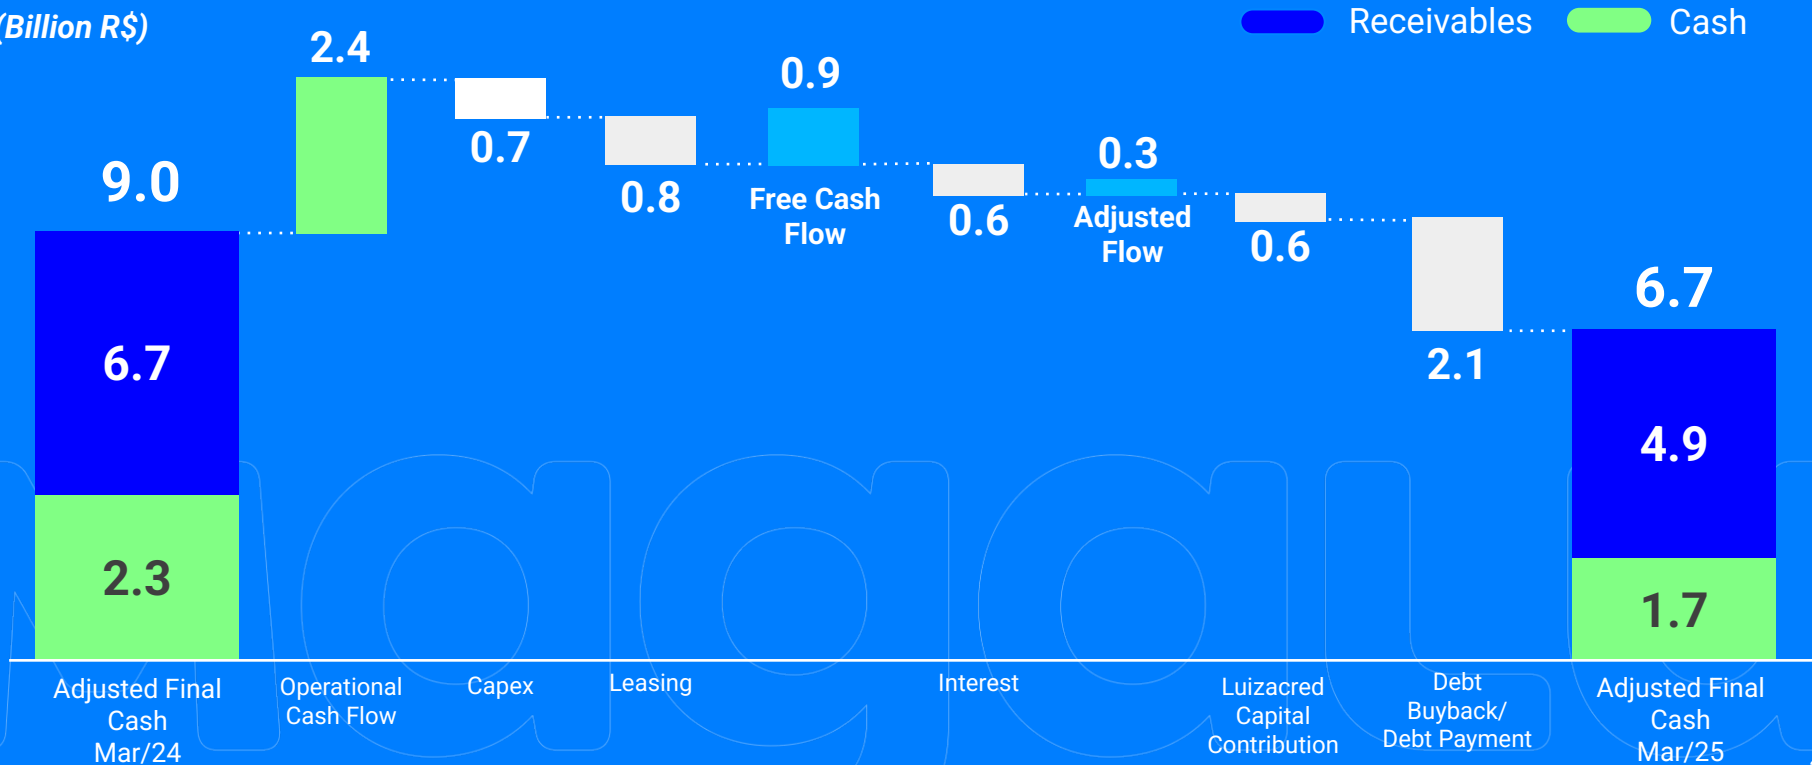 (Billion R$)
Receivables
Cash
9.0
6.7
2.3
2.4
0.7
0.8
0.9
Free Cash
Flow
0.6
0.3
Adjusted
Flow
0.6
2.1
6.7
4.9
1.7
Adjusted Final
Cash
Mar/24
Operational
Cash Flow
Capex
Leasing
Interest
Luizacred
Capital
Contribution
Debt
Buyback/
Debt Payment
Adjusted Final
Cash
Mar/25